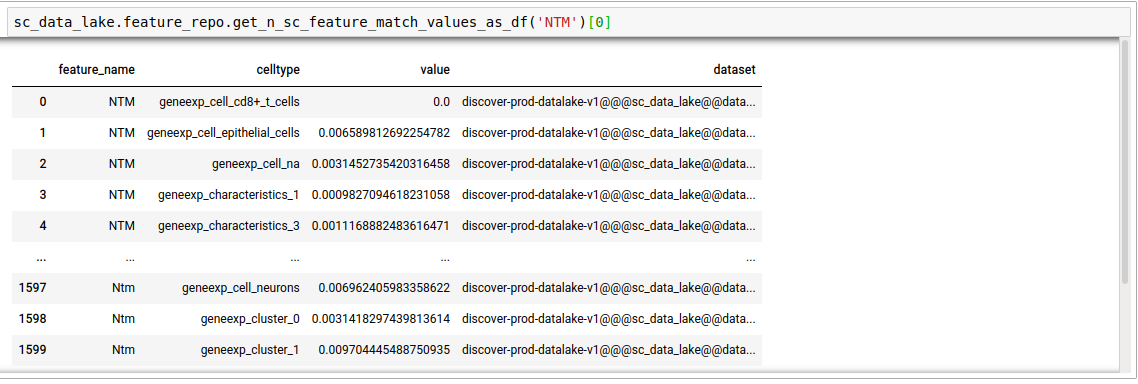 sc_data_lake.feature_repo.get_n_sc_feature_match_values_as_df('NTM')[0]
feature_name celltype value dataset
0 NTM geneexp_cell_cd8+_t_cells 0.0 discover-prod-datalake-v1@@@sc_data_lake@@data...
1 NTM geneexp_cell_epithelial_cells 0.006589812692254782 discover-prod-datalake-v1@@@sc_data_lake@@data...
2 NTM geneexp_cell_na 0.0031452735420316458 discover-prod-datalake-v1@@@sc_data_lake@@data...
3 NTM geneexp_characteristics_1 0.0009827094618231058 discover-prod-datalake-v1@@@sc_data_lake@@data...
4 NTM geneexp_characteristics_3 0.0011168882483616471 discover-prod-datalake-v1@@@sc_data_lake@@data...
... ... ... ... ...
1597 Ntm geneexp_cell_neurons 0.006962405983358622 discover-prod-datalake-v1@@@sc_data_lake@@data...
1598 Ntm geneexp_cluster_0 0.0031418297439813614 discover-prod-datalake-v1@@@sc_data_lake@@data...
1599 Ntm geneexp_cluster_1 0.009704445488750935 discover-prod-datalake-v1@@@sc_data_lake@@data...